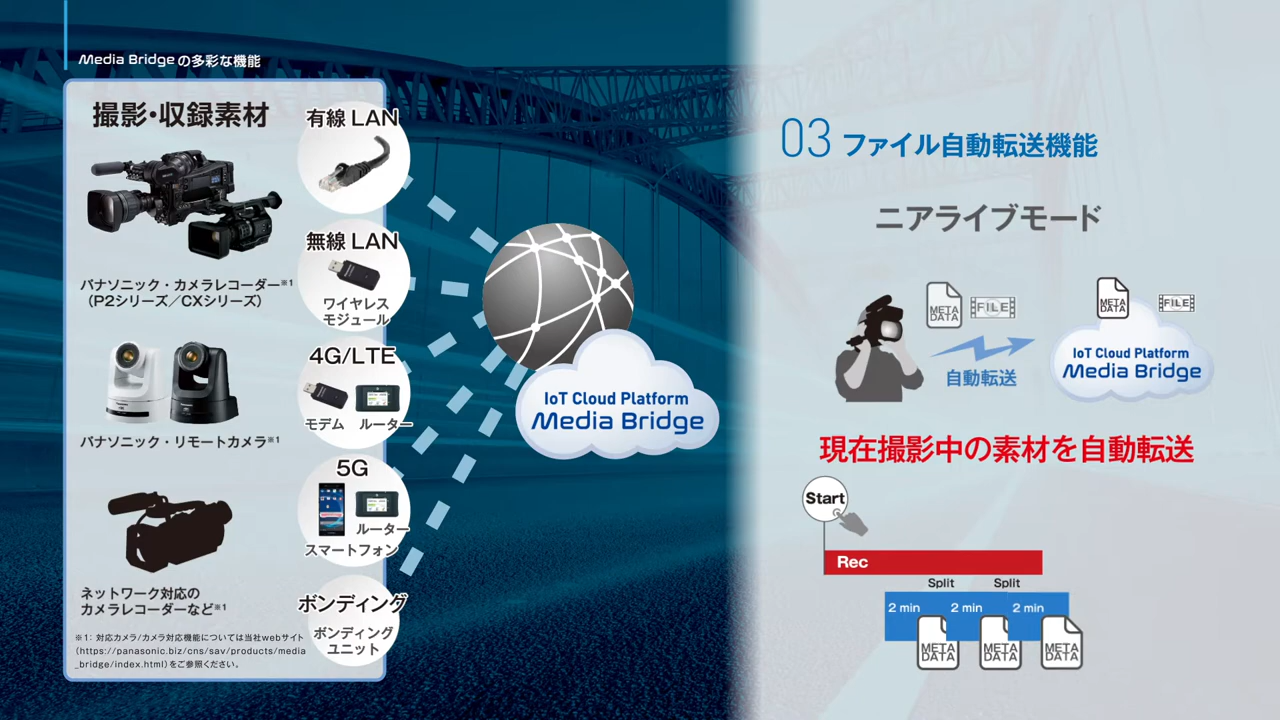 Media Bridgeの多彩な機能
撮影・収録素材
パナソニック・カメラレコーダー※1
（P2シリーズ／CXシリーズ）
パナソニック・リモートカメラ※1
ネットワーク対応の
カメラレコーダーなど※1
※1： 対応カメラ/カメラ対応機能については当社webサイト
（https://panasonic.biz/cns/sav/products/media
_bridge/index.html）をご参照ください。
有線 LAN
無線 LAN
ワイヤレス
モジュール
4G/LTE
モデム ルーター
5G
ルーター
スマートフォン
ボンディング
ボンディング
ユニット
IoT Cloud Platform
Media Bridge
03 ファイル自動転送機能
ニアライブモード
META
DATA
FILE
自動転送
META
DATA
FILE
IoT Cloud Platform
Media Bridge
現在撮影中の素材を自動転送
Start
Rec
Split Split
2 min 2 min 2 min
META
DATA
META
DATA
META
DATA